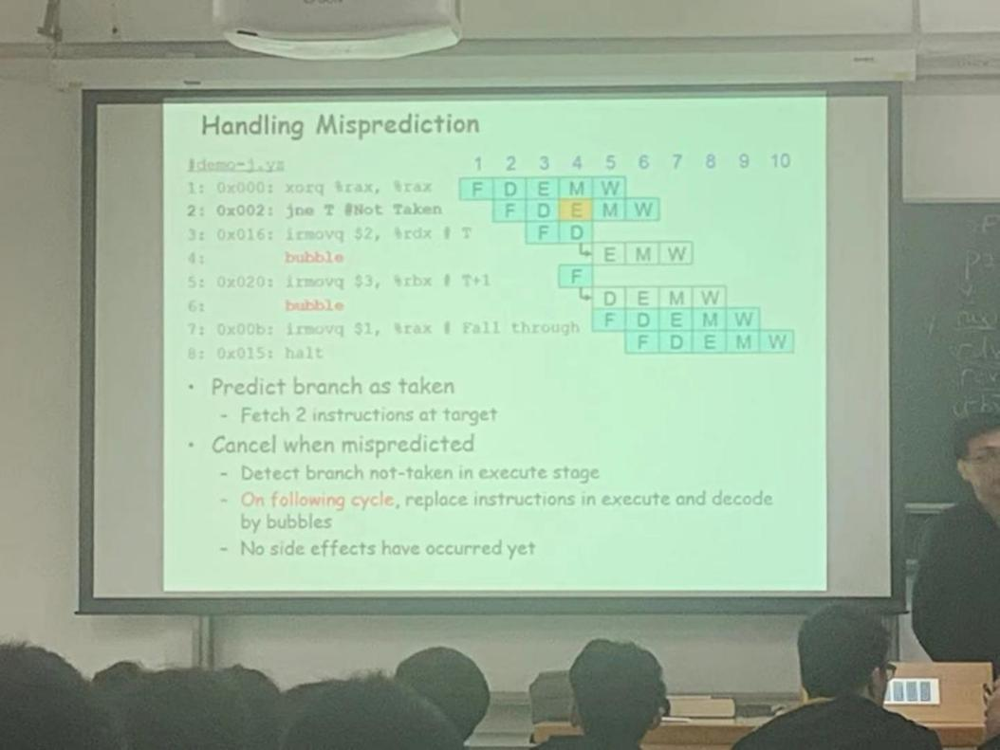 Handling Misprediction
#demo-j.ys
1 2 3 4 5 6 7 8 9 10
1: 0x000: xorq %rax, %rax F D E M W
2: 0x002: jne T #Not Taken F D E M W
3: 0x016: irmovq $2, %rdx # T F D
4: bubble E M W
5: 0x020: irmovq $3, %rbx # T+1 F
6: bubble D E M W
7: 0x00b: irmovq $1, %rax # Fall through F D E M W
8: 0x015: halt F D E M W
• Predict branch as taken
- Fetch 2 instructions at target
• Cancel when mispredicted
- Detect branch not-taken in execute stage
- On following cycle, replace instructions in execute and decode
by bubbles
- No side effects have occurred yet